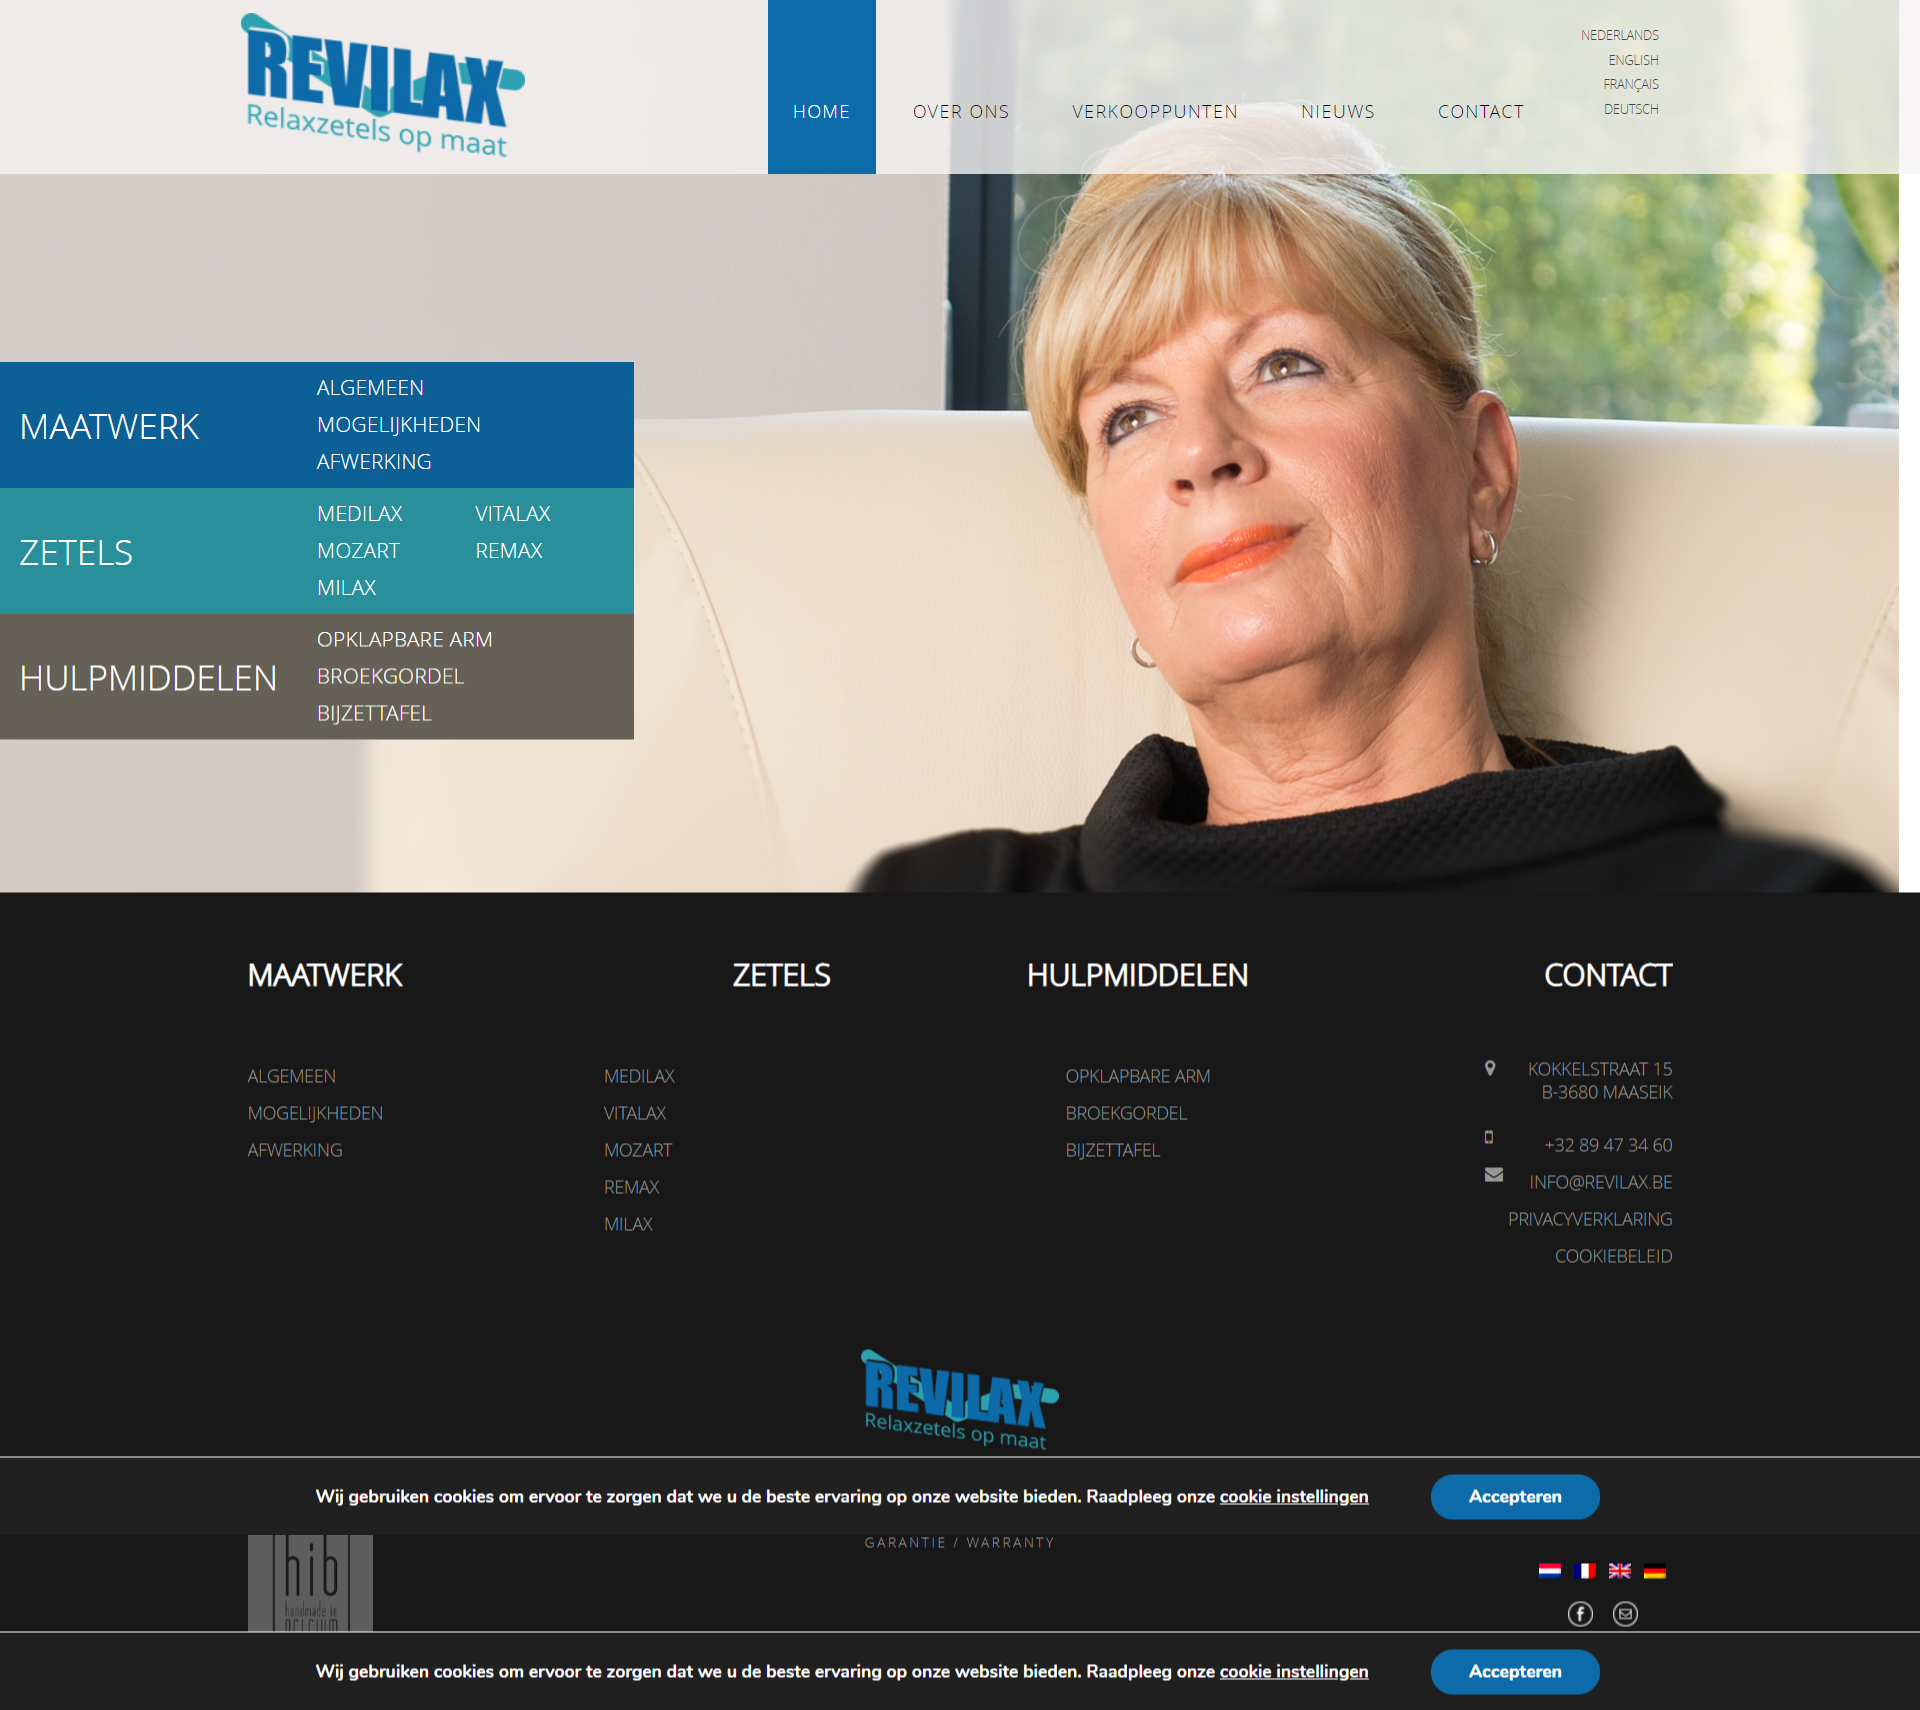 REVILAX
Relaxzetels op maat
HOME
OVER ONS
VERKOOPPUNTEN
NIEUWS
CONTACT
NEDERLANDS
ENGLISH
FRANÇAIS
DEUTSCH
MAATWERK
ALGEMEEN
MOGELIJKHEDEN
AFWERKING
ZETELS
MEDILAX
VITALAX
MOZART
REMAX
MILAX
HULPMIDDELEN
OPKLAPBARE ARM
BROEKGORDEL
BIJZETTAFEL
MAATWERK
ALGEMEEN
MOGELIJKHEDEN
AFWERKING
ZETELS
MEDILAX
VITALAX
MOZART
REMAX
MILAX
HULPMIDDELEN
OPKLAPBARE ARM
BROEKGORDEL
BIJZETTAFEL
CONTACT
KOKKELSTRAAT 15
B-3680 MAASEIK
+32 89 47 34 60
INFO@REVILAX.BE
PRIVACYVERKLARING
COOKIEBELEID
REVILAX
Relaxzetels op maat
Wij gebruiken cookies om ervoor te zorgen dat we u de beste ervaring op onze website bieden. Raadpleeg onze cookie instellingen
Accepteren
GARANTIE / WARRANTY
hib
handmade in
BELGIUM
Wij gebruiken cookies om ervoor te zorgen dat we u de beste ervaring op onze website bieden. Raadpleeg onze cookie instellingen
Accepteren